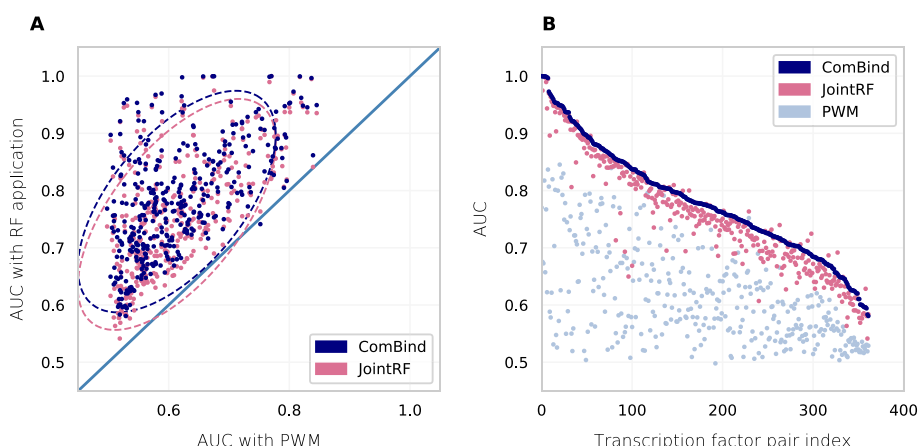 A
1.0
0.9
0.8
0.7
0.6
0.5
AUC with RF application
ComBind
JointRF
0.6
0.8
1.0
AUC with PWM
B
1.0
0.9
0.8
0.7
0.6
0.5
AUC
ComBind
JointRF
PWM
0
100
200
300
400
Transcription factor pair index